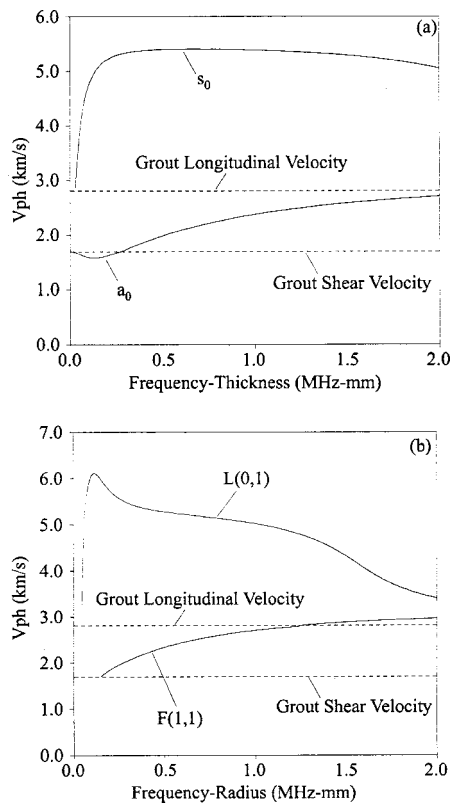 (a)
6.0
5.0
4.0
3.0
2.0
1.0
0.0
Vph (km/s)
s0
Grout Longitudinal Velocity
Grout Shear Velocity
a0
0.0 0.5 1.0 1.5 2.0
Frequency-Thickness (MHz-mm)
(b)
7.0
6.0
5.0
4.0
3.0
2.0
1.0
0.0
Vph (km/s)
L(0,1)
Grout Longitudinal Velocity
Grout Shear Velocity
F(1,1)
0.0 0.5 1.0 1.5 2.0
Frequency-Radius (MHz-mm)